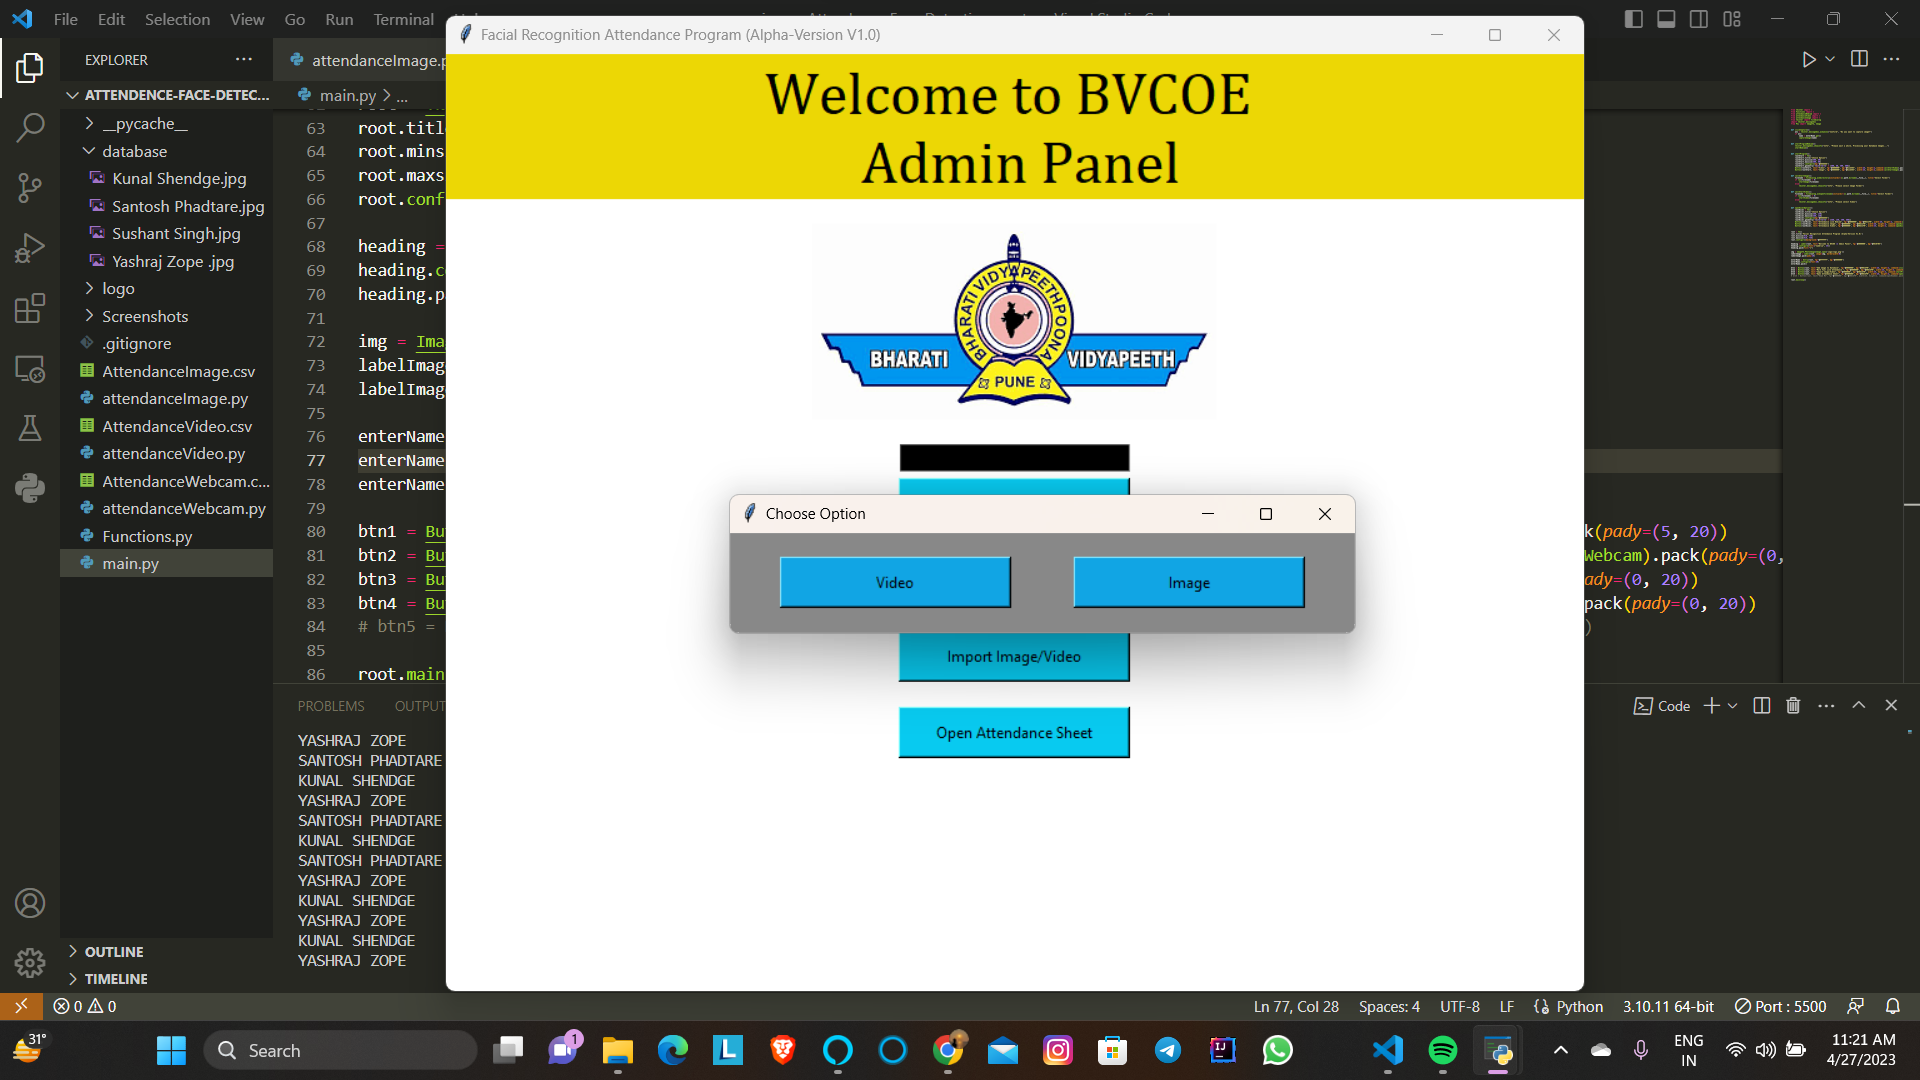 File Edit Selection View Go Run Terminal
Facial Recognition Attendance Program (Alpha-Version V1.0)
EXPLORER
attendanceImage.p
ATTENDENCE-FACE-DETEC...
main.py > ...
Welcome to BVCOE
Admin Panel
__pycache__
database
Kunal Shendge.jpg
Santosh Phadtare.jpg
Sushant Singh.jpg
Yashraj Zope .jpg
logo
Screenshots
.gitignore
AttendanceImage.csv
attendanceImage.py
AttendanceVideo.csv
attendanceVideo.py
AttendanceWebcam.c...
attendanceWebcam.py
Functions.py
main.py
63 root.titl
64 root.mins
65 root.maxs
66 root.conf
67
68 heading =
69 heading.c
70 heading.p
71
72 img = Ima
73 labelImag
74 labelImag
75
76 enterName
77 enterName
78 enterName
79
80 btn1 = Bu
81 btn2 = Bu
82 btn3 = Bu
83 btn4 = Bu
84 # btn5 =
85
86 root.main
k(pady=(5, 20))
Webcam).pack(pady=(0,
ady=(0, 20))
pack(pady=(0, 20))
)
BHARATI VIDYAPEETH POONA
BHARATI
VIDYAPEETH
PUNE
Choose Option
Video
Image
Import Image/Video
Open Attendance Sheet
PROBLEMS OUTPUT
Code
YASHRAJ ZOPE
SANTOSH PHADTARE
KUNAL SHENDGE
YASHRAJ ZOPE
SANTOSH PHADTARE
KUNAL SHENDGE
SANTOSH PHADTARE
YASHRAJ ZOPE
KUNAL SHENDGE
YASHRAJ ZOPE
KUNAL SHENDGE
YASHRAJ ZOPE
OUTLINE
TIMELINE
0 0
Ln 77, Col 28 Spaces: 4 UTF-8 LF Python 3.10.11 64-bit Port : 5500
31°
Search
1
L
IJ
ENG
IN
11:21 AM
4/27/2023